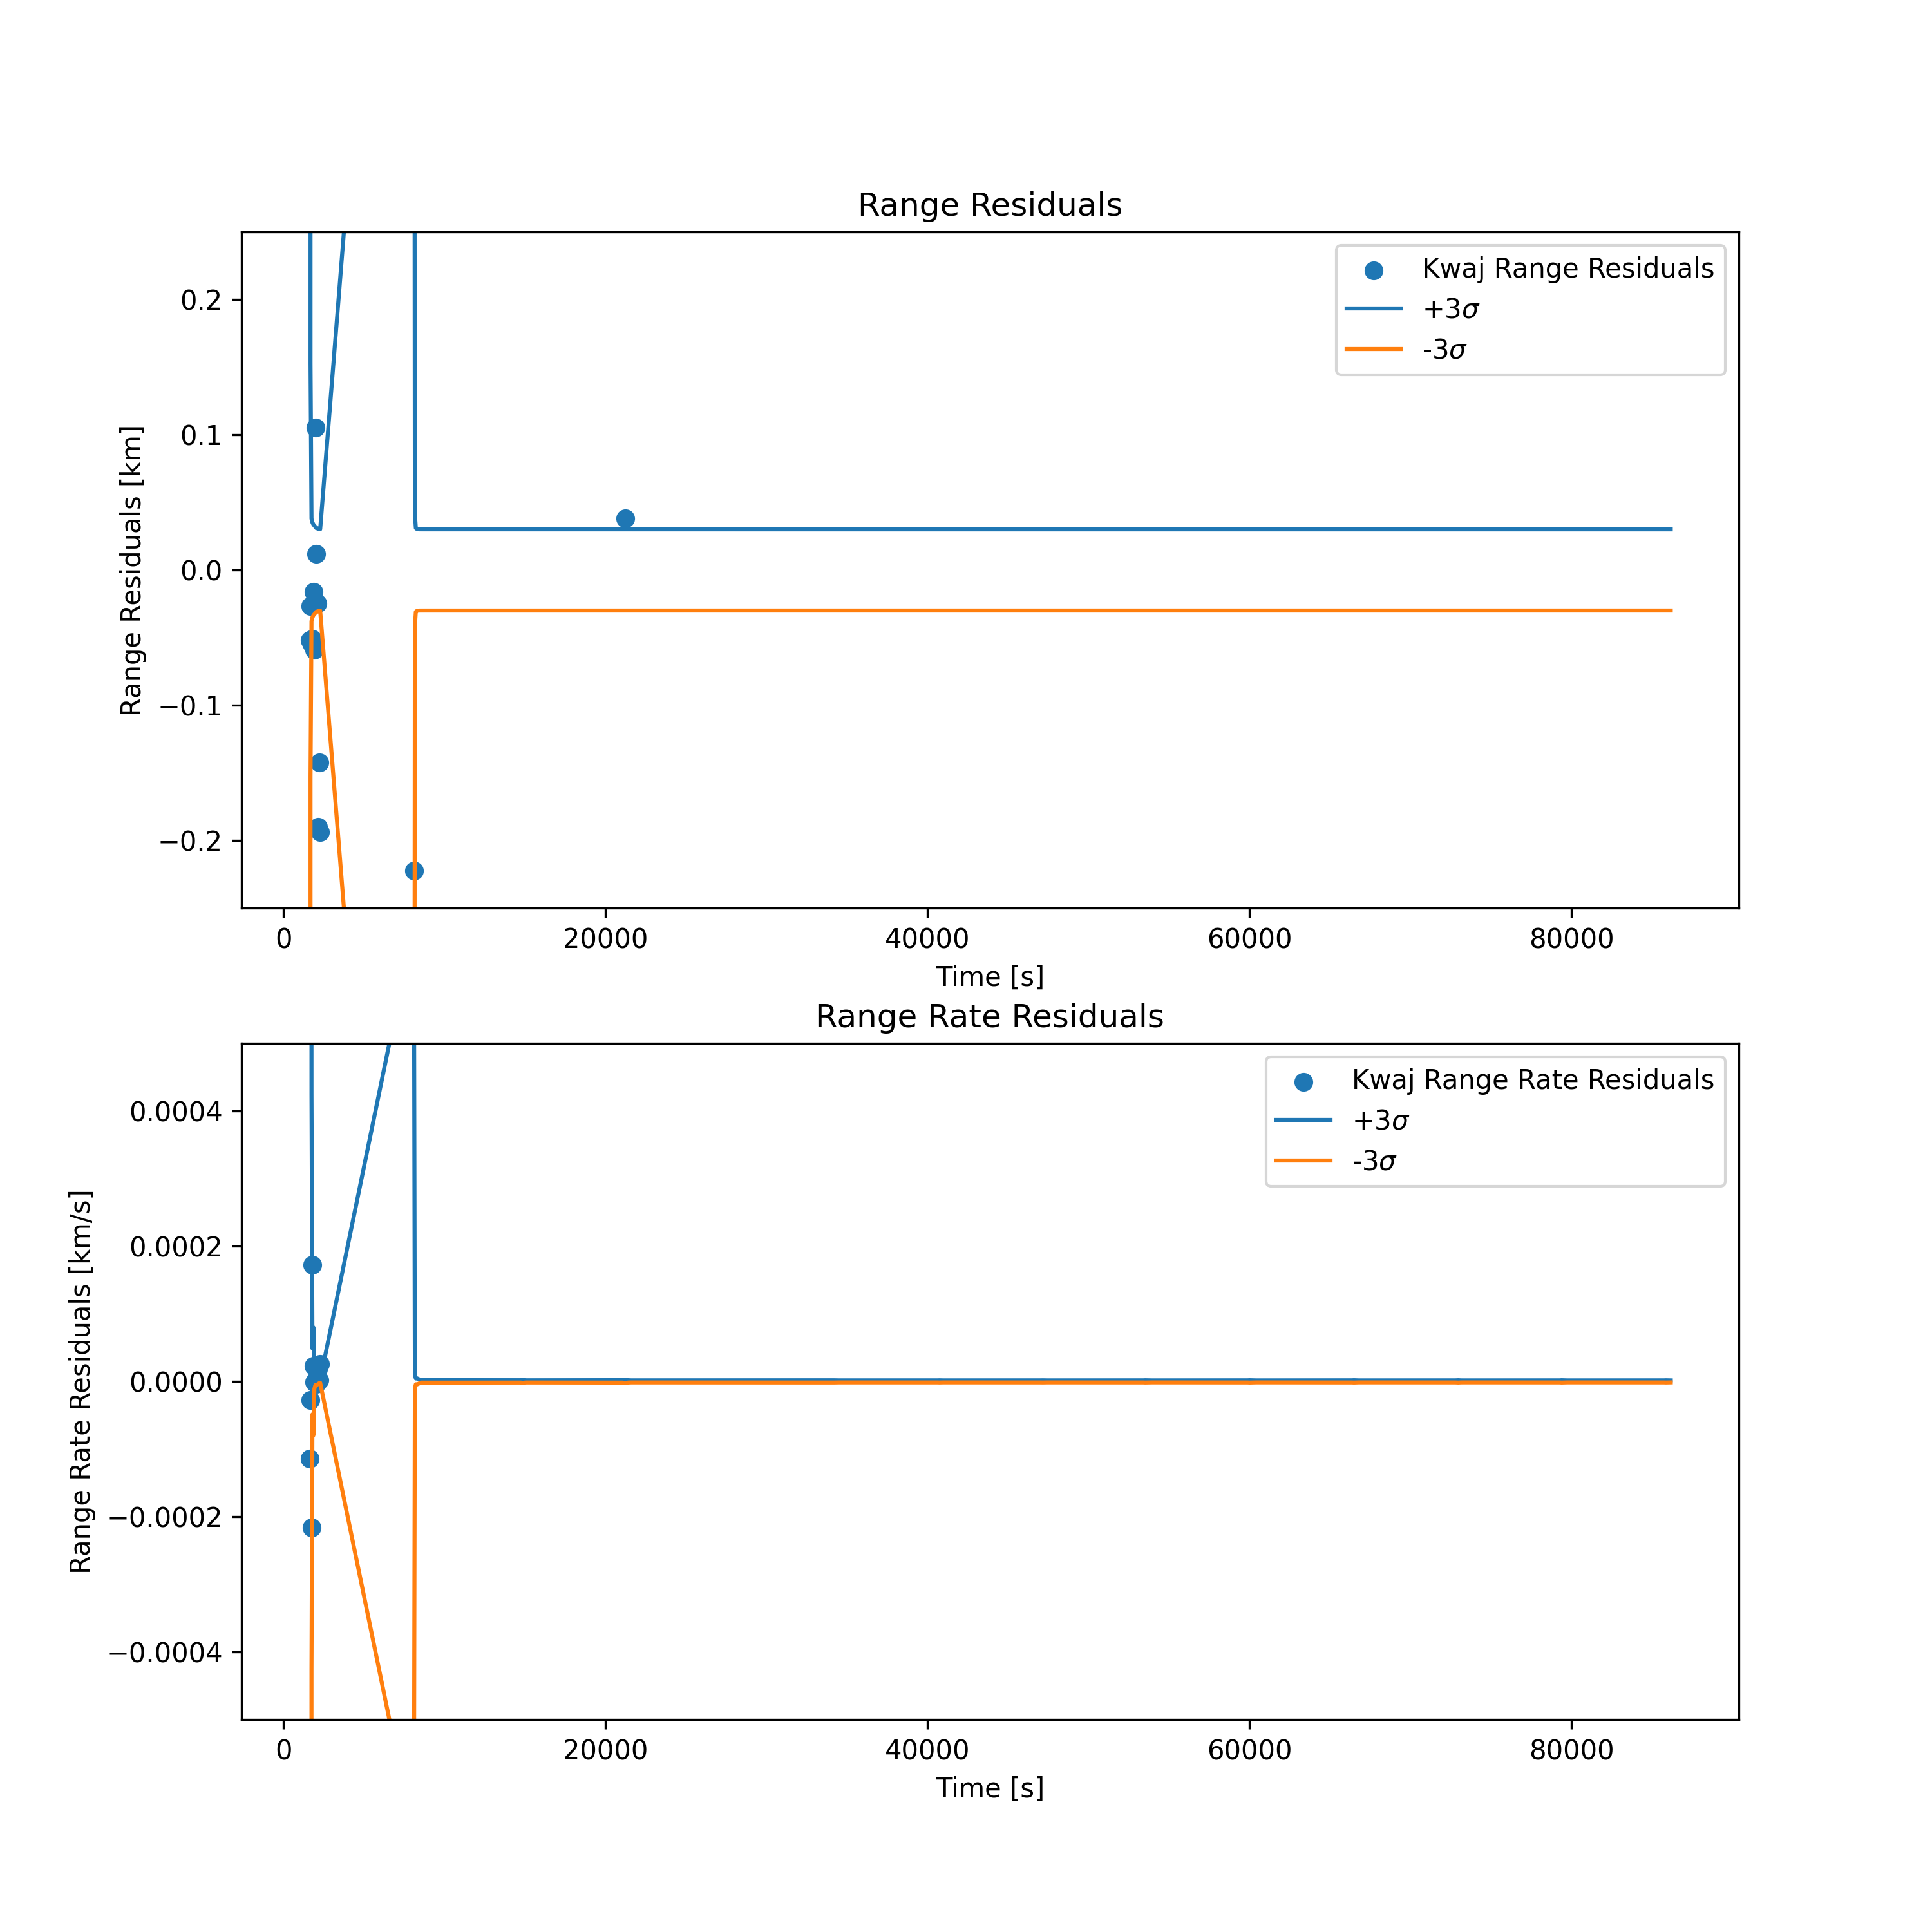 Range Residuals
Range Residuals [km]
0.2
0.1
0.0
−0.1
−0.2
Kwaj Range Residuals
+3σ
-3σ
0 20000 40000 60000 80000
Time [s]
Range Rate Residuals
Range Rate Residuals [km/s]
0.0004
0.0002
0.0000
−0.0002
−0.0004
Kwaj Range Rate Residuals
+3σ
-3σ
0 20000 40000 60000 80000
Time [s]